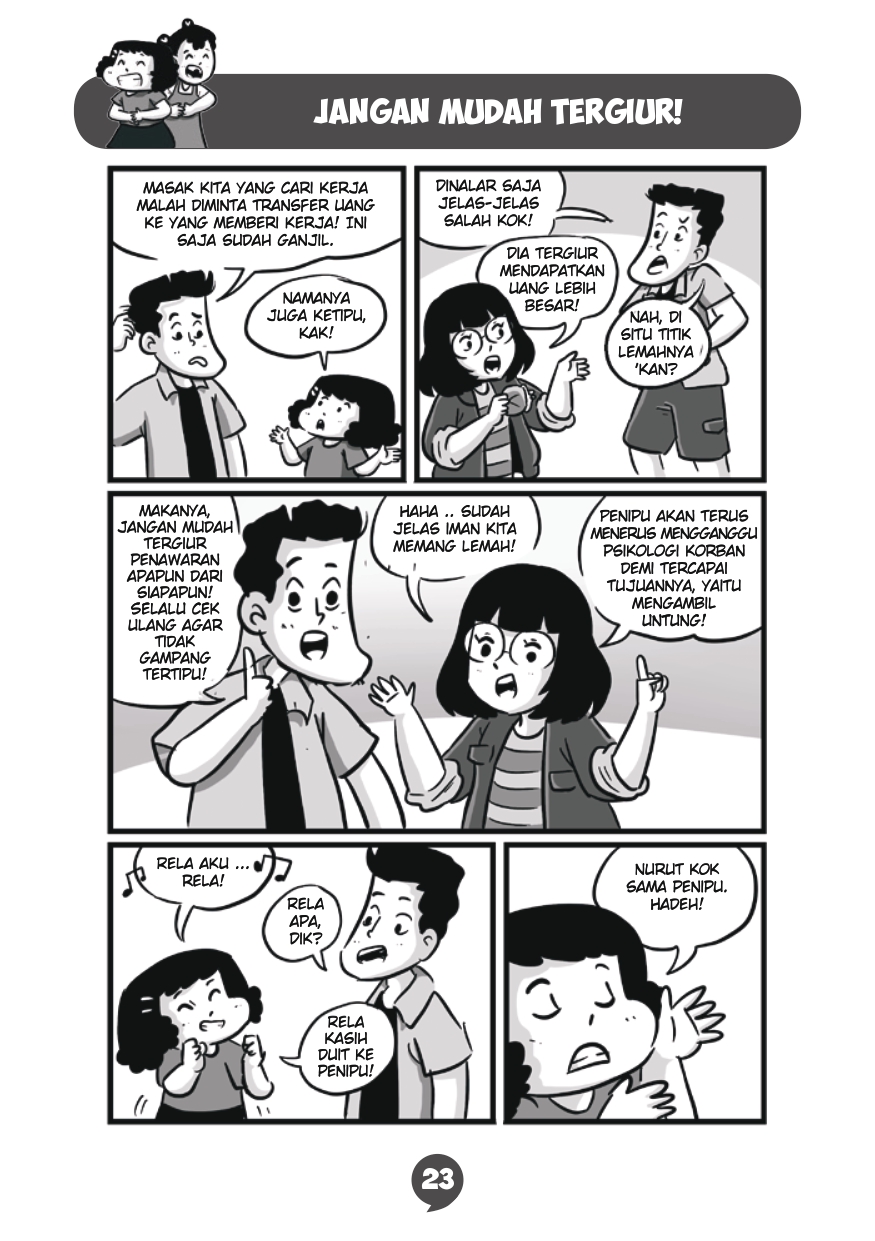 JANGAN MUDAH TERGIUR!
MASAK KITA YANG CARI KERJA
MALAH DIMINTA TRANSFER UANG
KE YANG MEMBERI KERJA! INI
SAJA SUDAH GANJIL.
NAMANYA
JUGA KETIPU,
KAK!
DINALAR SAJA
JELAS-JELAS
SALAH KOK!
DIA TERGIUR
MENDAPATKAN
UANG LEBIH
BESAR!
NAH, DI
SITU TITIK
LEMAHNYA
'KAN?
MAKANYA,
JANGAN MUDAH
TERGIUR
PENAWARAN
APAPUN DARI
SIAPAPUN!
SELALU CEK
ULANG AGAR
TIDAK
GAMPANG
TERTIPU!
HAHA .. SUDAH
JELAS IMAN KITA
MEMANG LEMAH!
PENIPU AKAN TERUS
MENERUS MENGGANGGU
PSIKOLOGI KORBAN
DEMI TERCAPAI
TUJUANNYA, YAITU
MENGAMBIL
UNTUNG!
RELA AKU ...
RELA!
RELA
APA,
DIK?
RELA
KASIH
DUIT KE
PENIPU!
NURUT KOK
SAMA PENIPU.
HADEH!
23